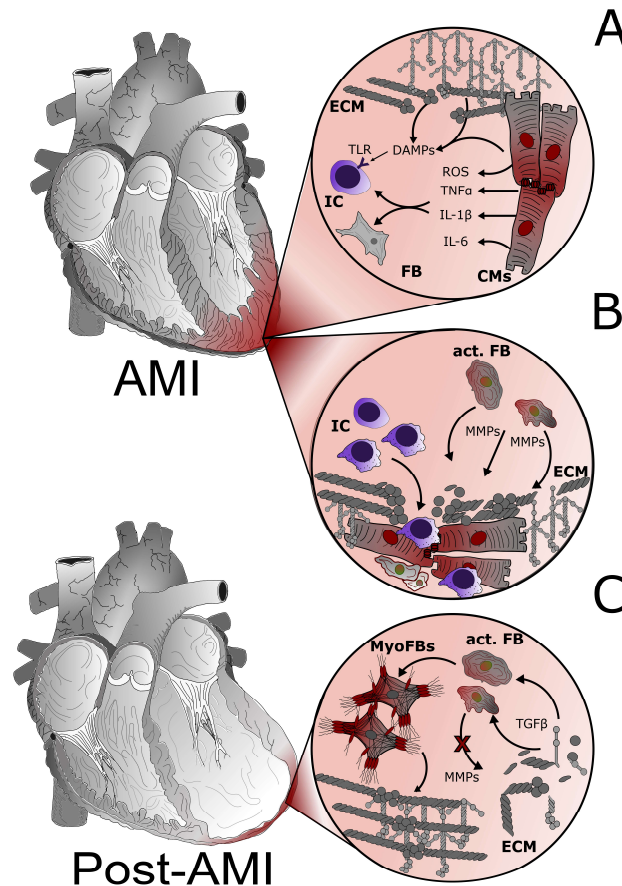 A
ECM
TLR
DAMPs
ROS
IC
TNFα
IL-1β
IL-6
FB
CMs
B
AMI
act. FB
IC
MMPs
MMPs
ECM
C
MyoFBs
act. FB
TGFβ
X
MMPs
ECM
Post-AMI